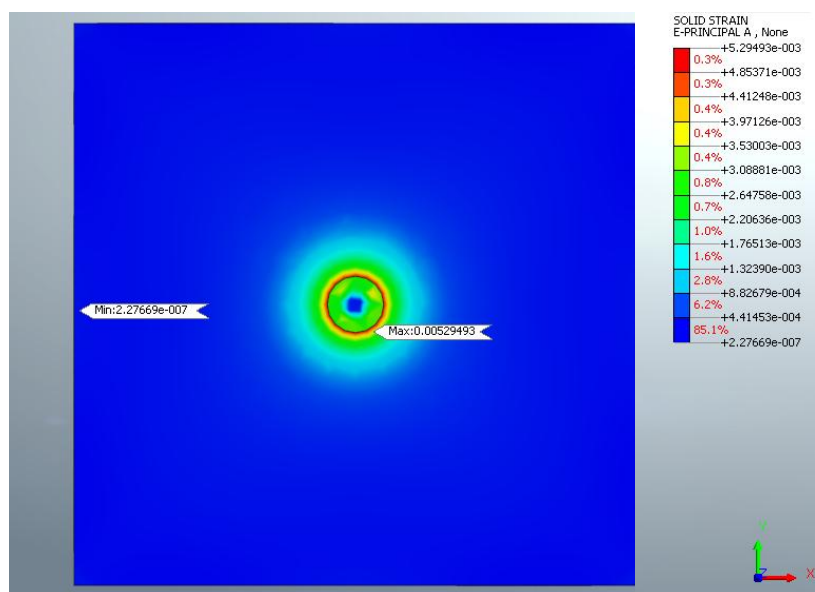 SOLID STRAIN
E-PRINCIPAL A , None
+5.29493e-003
0.3%
+4.85371e-003
0.3%
+4.41248e-003
0.4%
+3.97126e-003
0.4%
+3.53003e-003
0.4%
+3.08881e-003
0.8%
+2.64758e-003
0.7%
+2.20636e-003
1.0%
+1.76513e-003
1.6%
+1.32390e-003
2.8%
+8.82679e-004
6.2%
+4.41453e-004
85.1%
+2.27669e-007
Min:2.27669e-007
Max:0.00529493
Y
Z
X